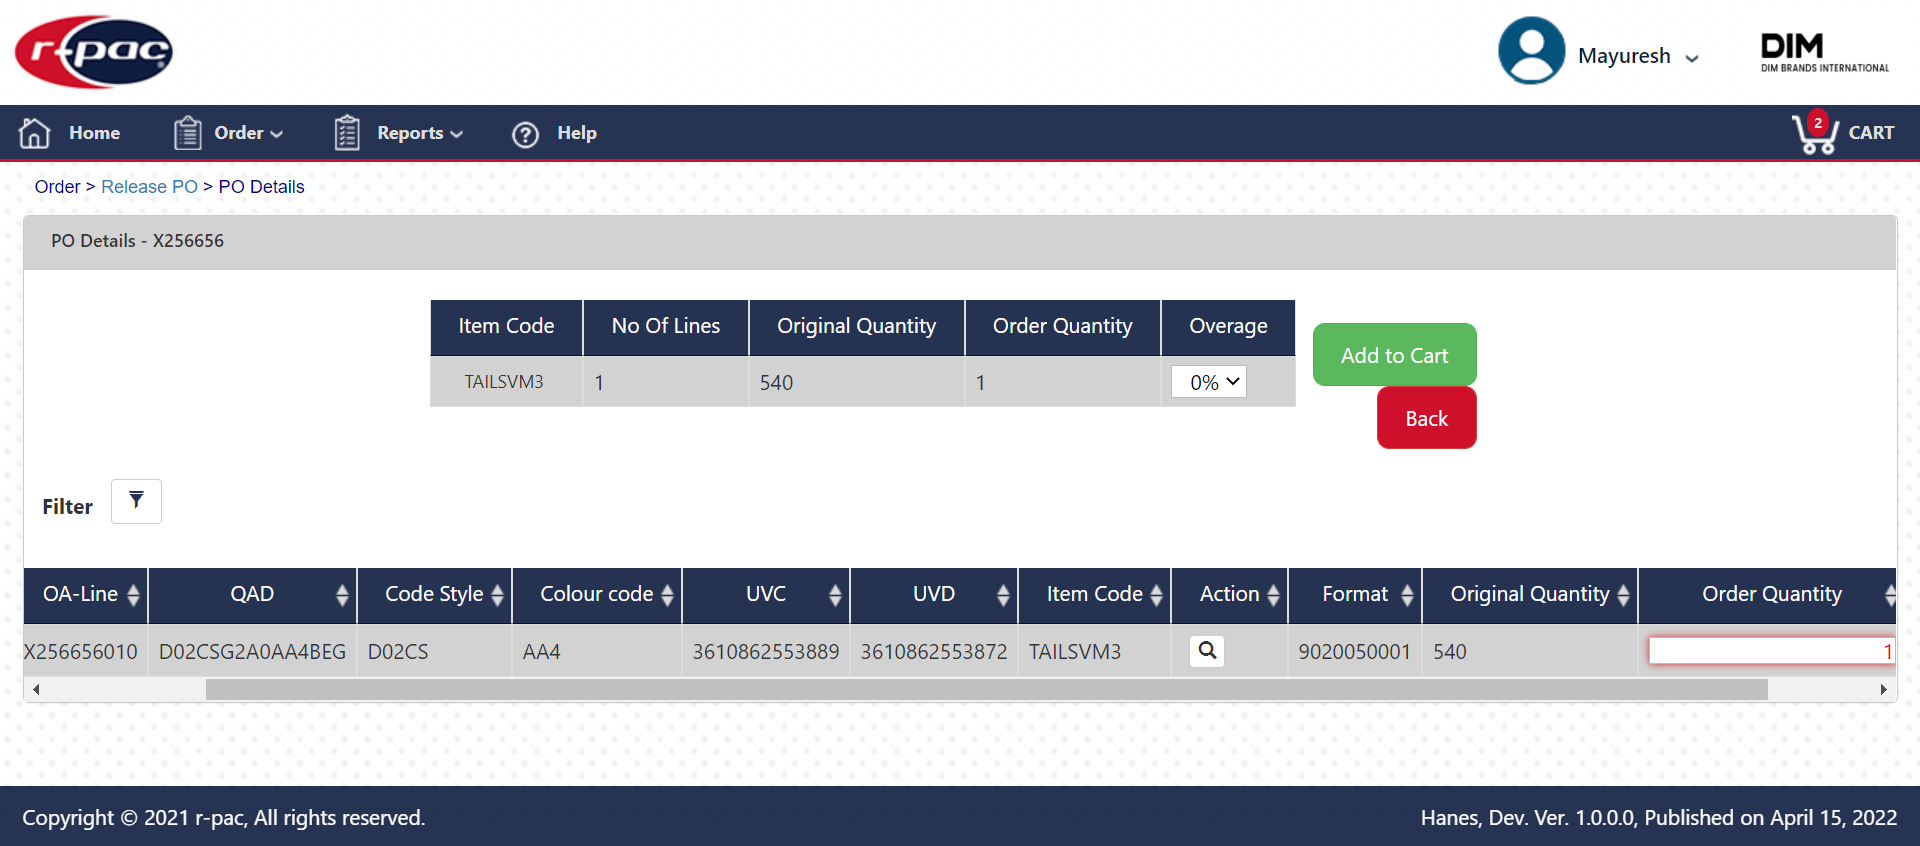 r-pac
Mayuresh
DIM
DIM BRANDS INTERNATIONAL
Home
Order
Reports
Help
2
CART
Order > Release PO > PO Details
PO Details - X256656
Item Code No Of Lines Original Quantity Order Quantity Overage
TAILSVM3 1 540 1 0%
Add to Cart
Back
Filter
OA-Line QAD Code Style Colour code UVC UVD Item Code Action Format Original Quantity Order Quantity
X256656010 D02CSG2A0AA4BEG D02CS AA4 3610862553889 3610862553872 TAILSVM3 9020050001 540 1
Copyright © 2021 r-pac, All rights reserved.
Hanes, Dev. Ver. 1.0.0.0, Published on April 15, 2022